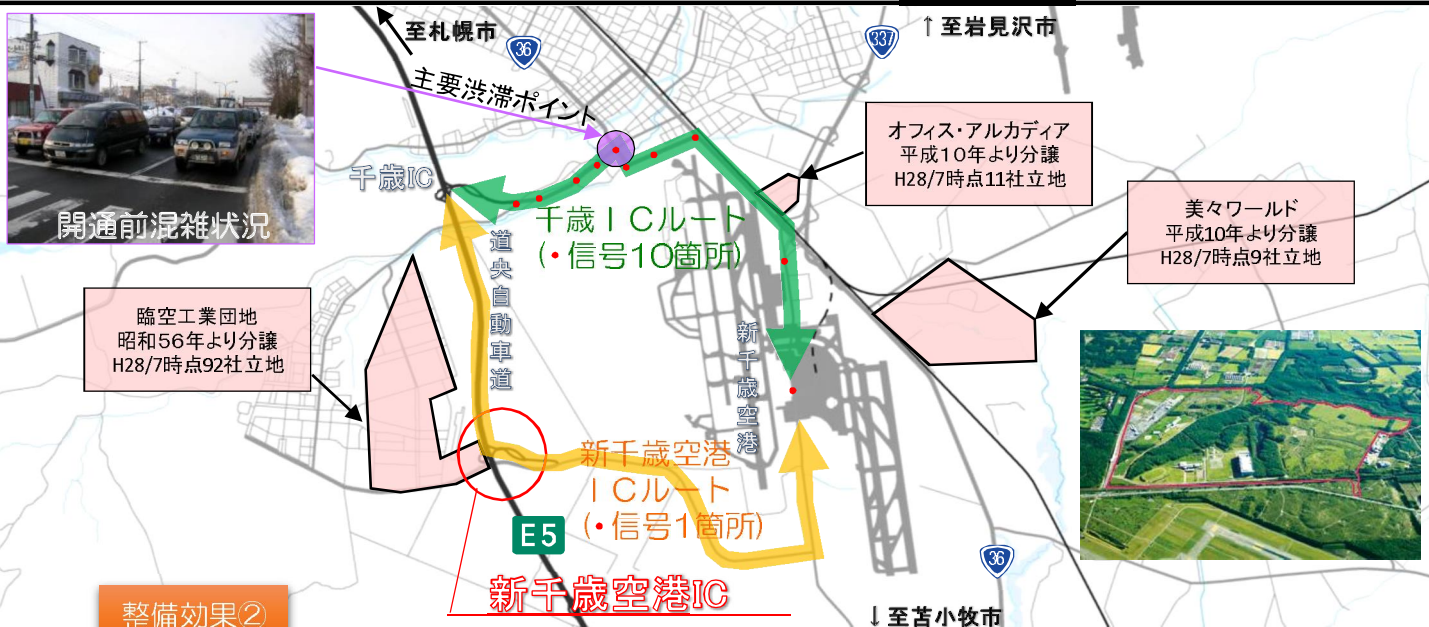 至札幌市
36
337
↑至岩見沢市
主要渋滞ポイント
開通前混雑状況
千歳IC
オフィス・アルカディア
平成10年より分譲
H28/7時点11社立地
美々ワールド
平成10年より分譲
H28/7時点9社立地
千歳ICルート
(・信号10箇所)
道央自動車道
臨空工業団地
昭和56年より分譲
H28/7時点92社立地
新千歳空港
新千歳空港
ICルート
(・信号1箇所)
E5
36
新千歳空港IC
↓至苫小牧市
整備効果②